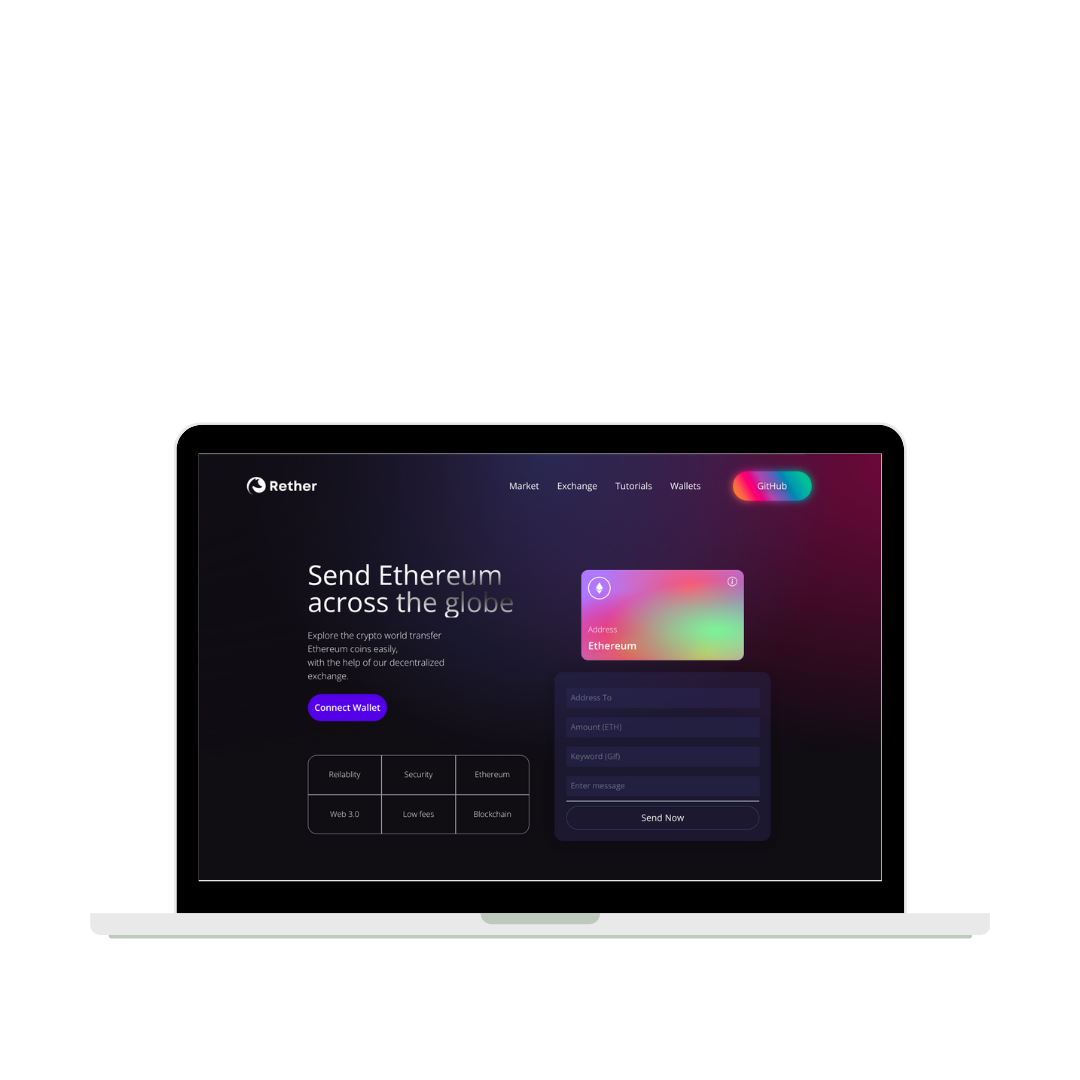 Rether
Market Exchange Tutorials Wallets GitHub
Send Ethereum
across the globe
Explore the crypto world transfer
Ethereum coins easily,
with the help of our decentralized
exchange.
Connect Wallet
Reilablity Security Ethereum
Web 3.0 Low fees Blockchain
Address
Ethereum
Address To
Amount (ETH)
Keyword (Gif)
Enter message
Send Now